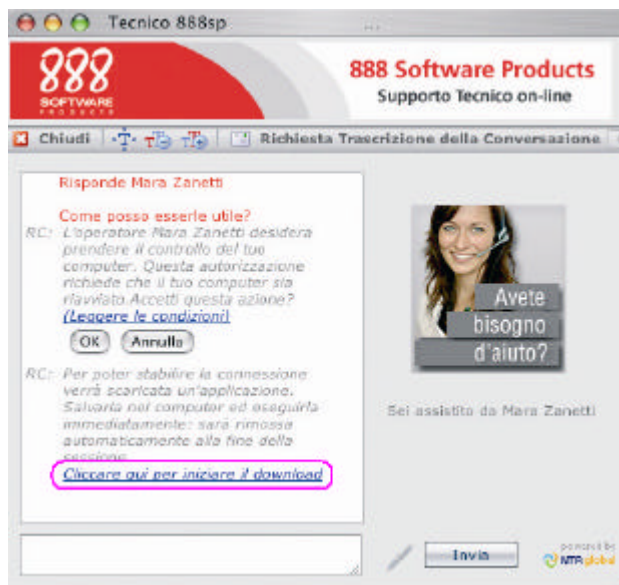 Tecnico 888sp
...
888
SOFTWARE
PRODUCTS
888 Software Products
Supporto Tecnico on-line
Chiudi
Richiesta Trascrizione della Conversazione
Risponde Mara Zanetti
Come posso esserle utile?
RC: L'operatore Mara Zanetti desidera
prendere il controllo del tuo
computer. Questa autorizzazione
richiede che il tuo computer sia
riavviato.Accetti questa azione?
(Leggere le condizioni)
OK Annulla
RC: Per poter stabilire la connessione
verrà scaricata un'applicazione.
Salvarla nel computer ed eseguirla
immediatamente: sarà rimossa
automaticamente alla fine della
sessione
Cliccare qui per iniziare il download
Avete
bisogno
d'aiuto?
Sei assistito da Mara Zanetti
Invia
powered by
NTRglobal